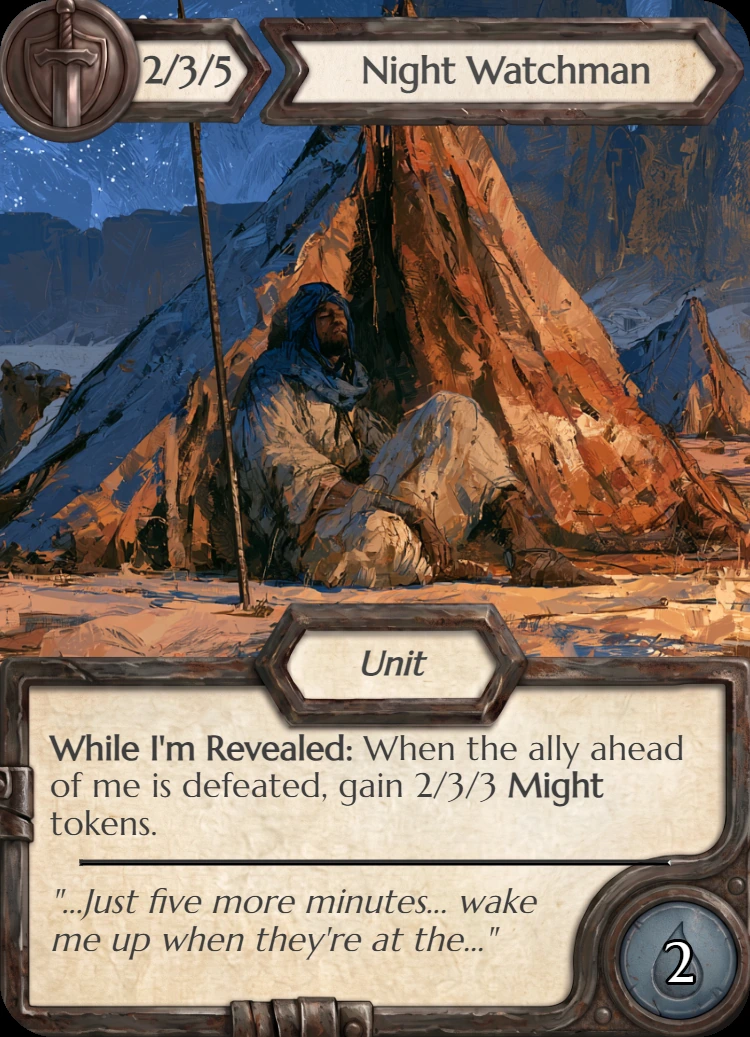 2/3/5
Night Watchman
Unit
While I'm Revealed: When the ally ahead
of me is defeated, gain 2/3/3 Might
tokens.
"...Just five more minutes... wake
me up when they're at the..."
2